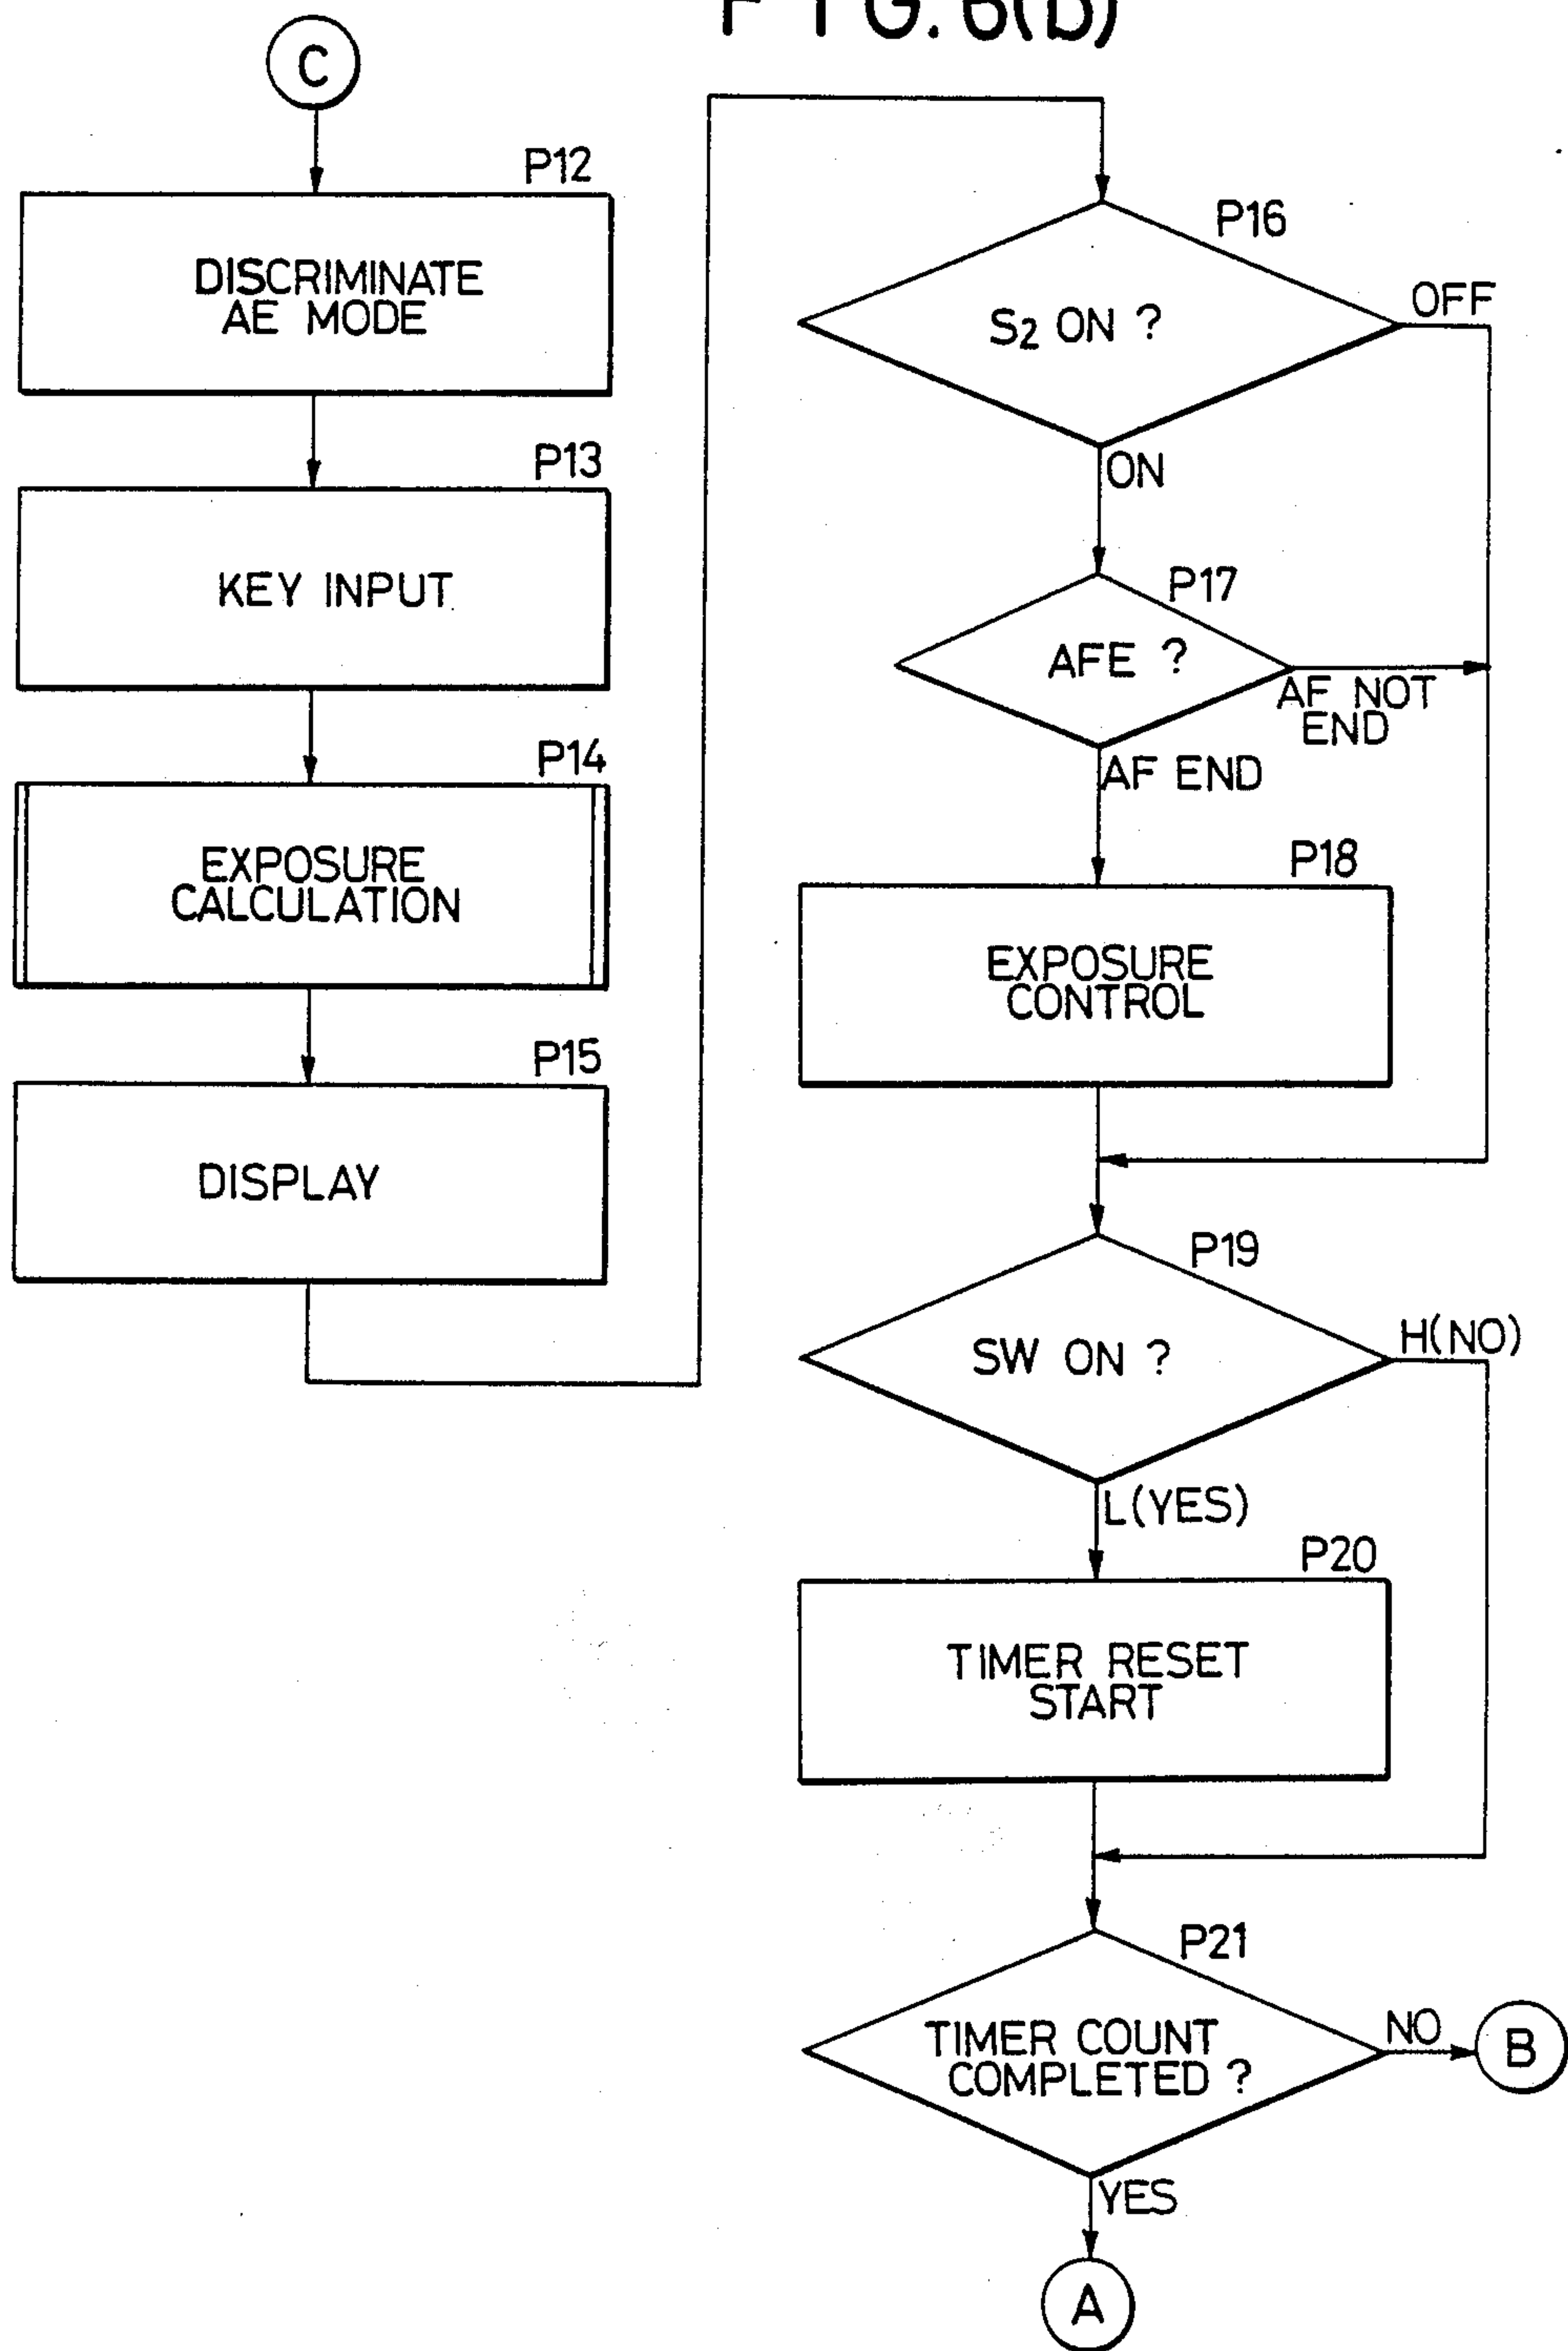 FIG. 6(b)
C
P12
DISCRIMINATE
AE MODE
P13
KEY INPUT
P14
EXPOSURE
CALCULATION
P15
DISPLAY
P16
S2 ON ?
OFF
ON
P17
AFE ?
AF NOT
END
AF END
P18
EXPOSURE
CONTROL
P19
SW ON ?
H(NO)
L(YES)
P20
TIMER RESET
START
P21
TIMER COUNT
COMPLETED ?
NO
B
YES
A